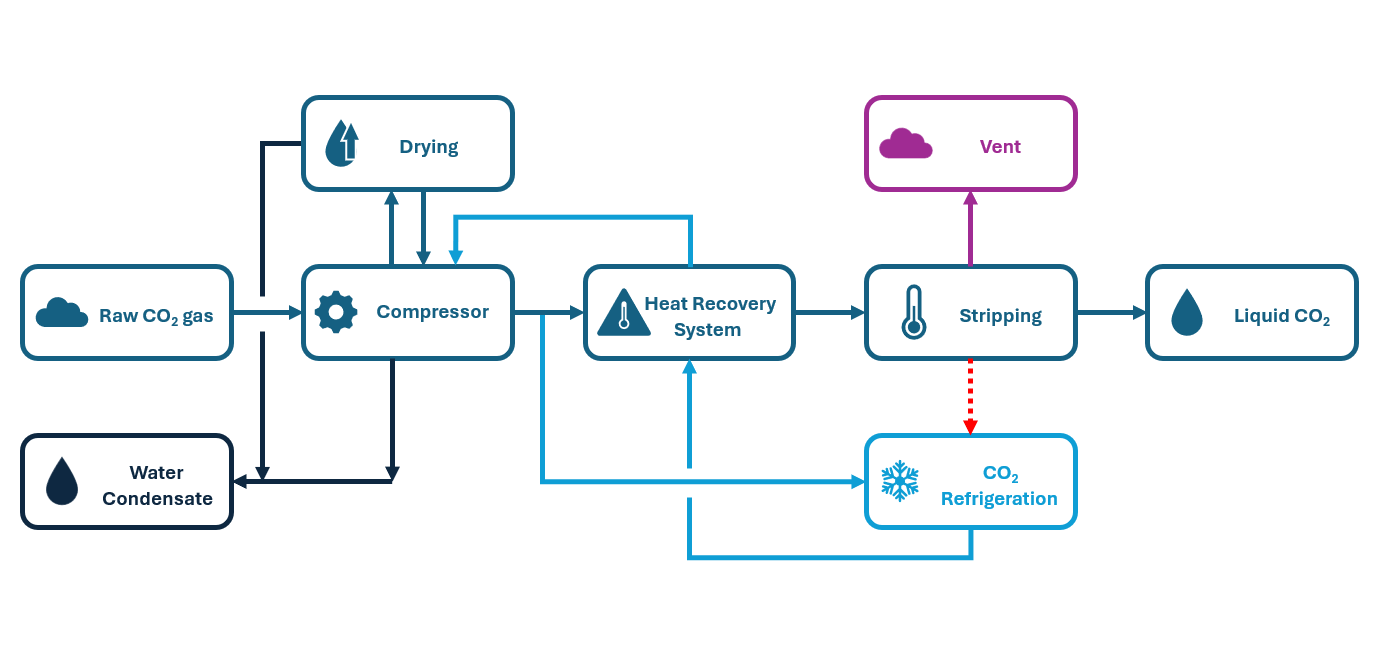 Drying
Vent
Raw CO₂ gas
Compressor
Heat Recovery
System
Stripping
Liquid CO₂
Water
Condensate
CO₂
Refrigeration